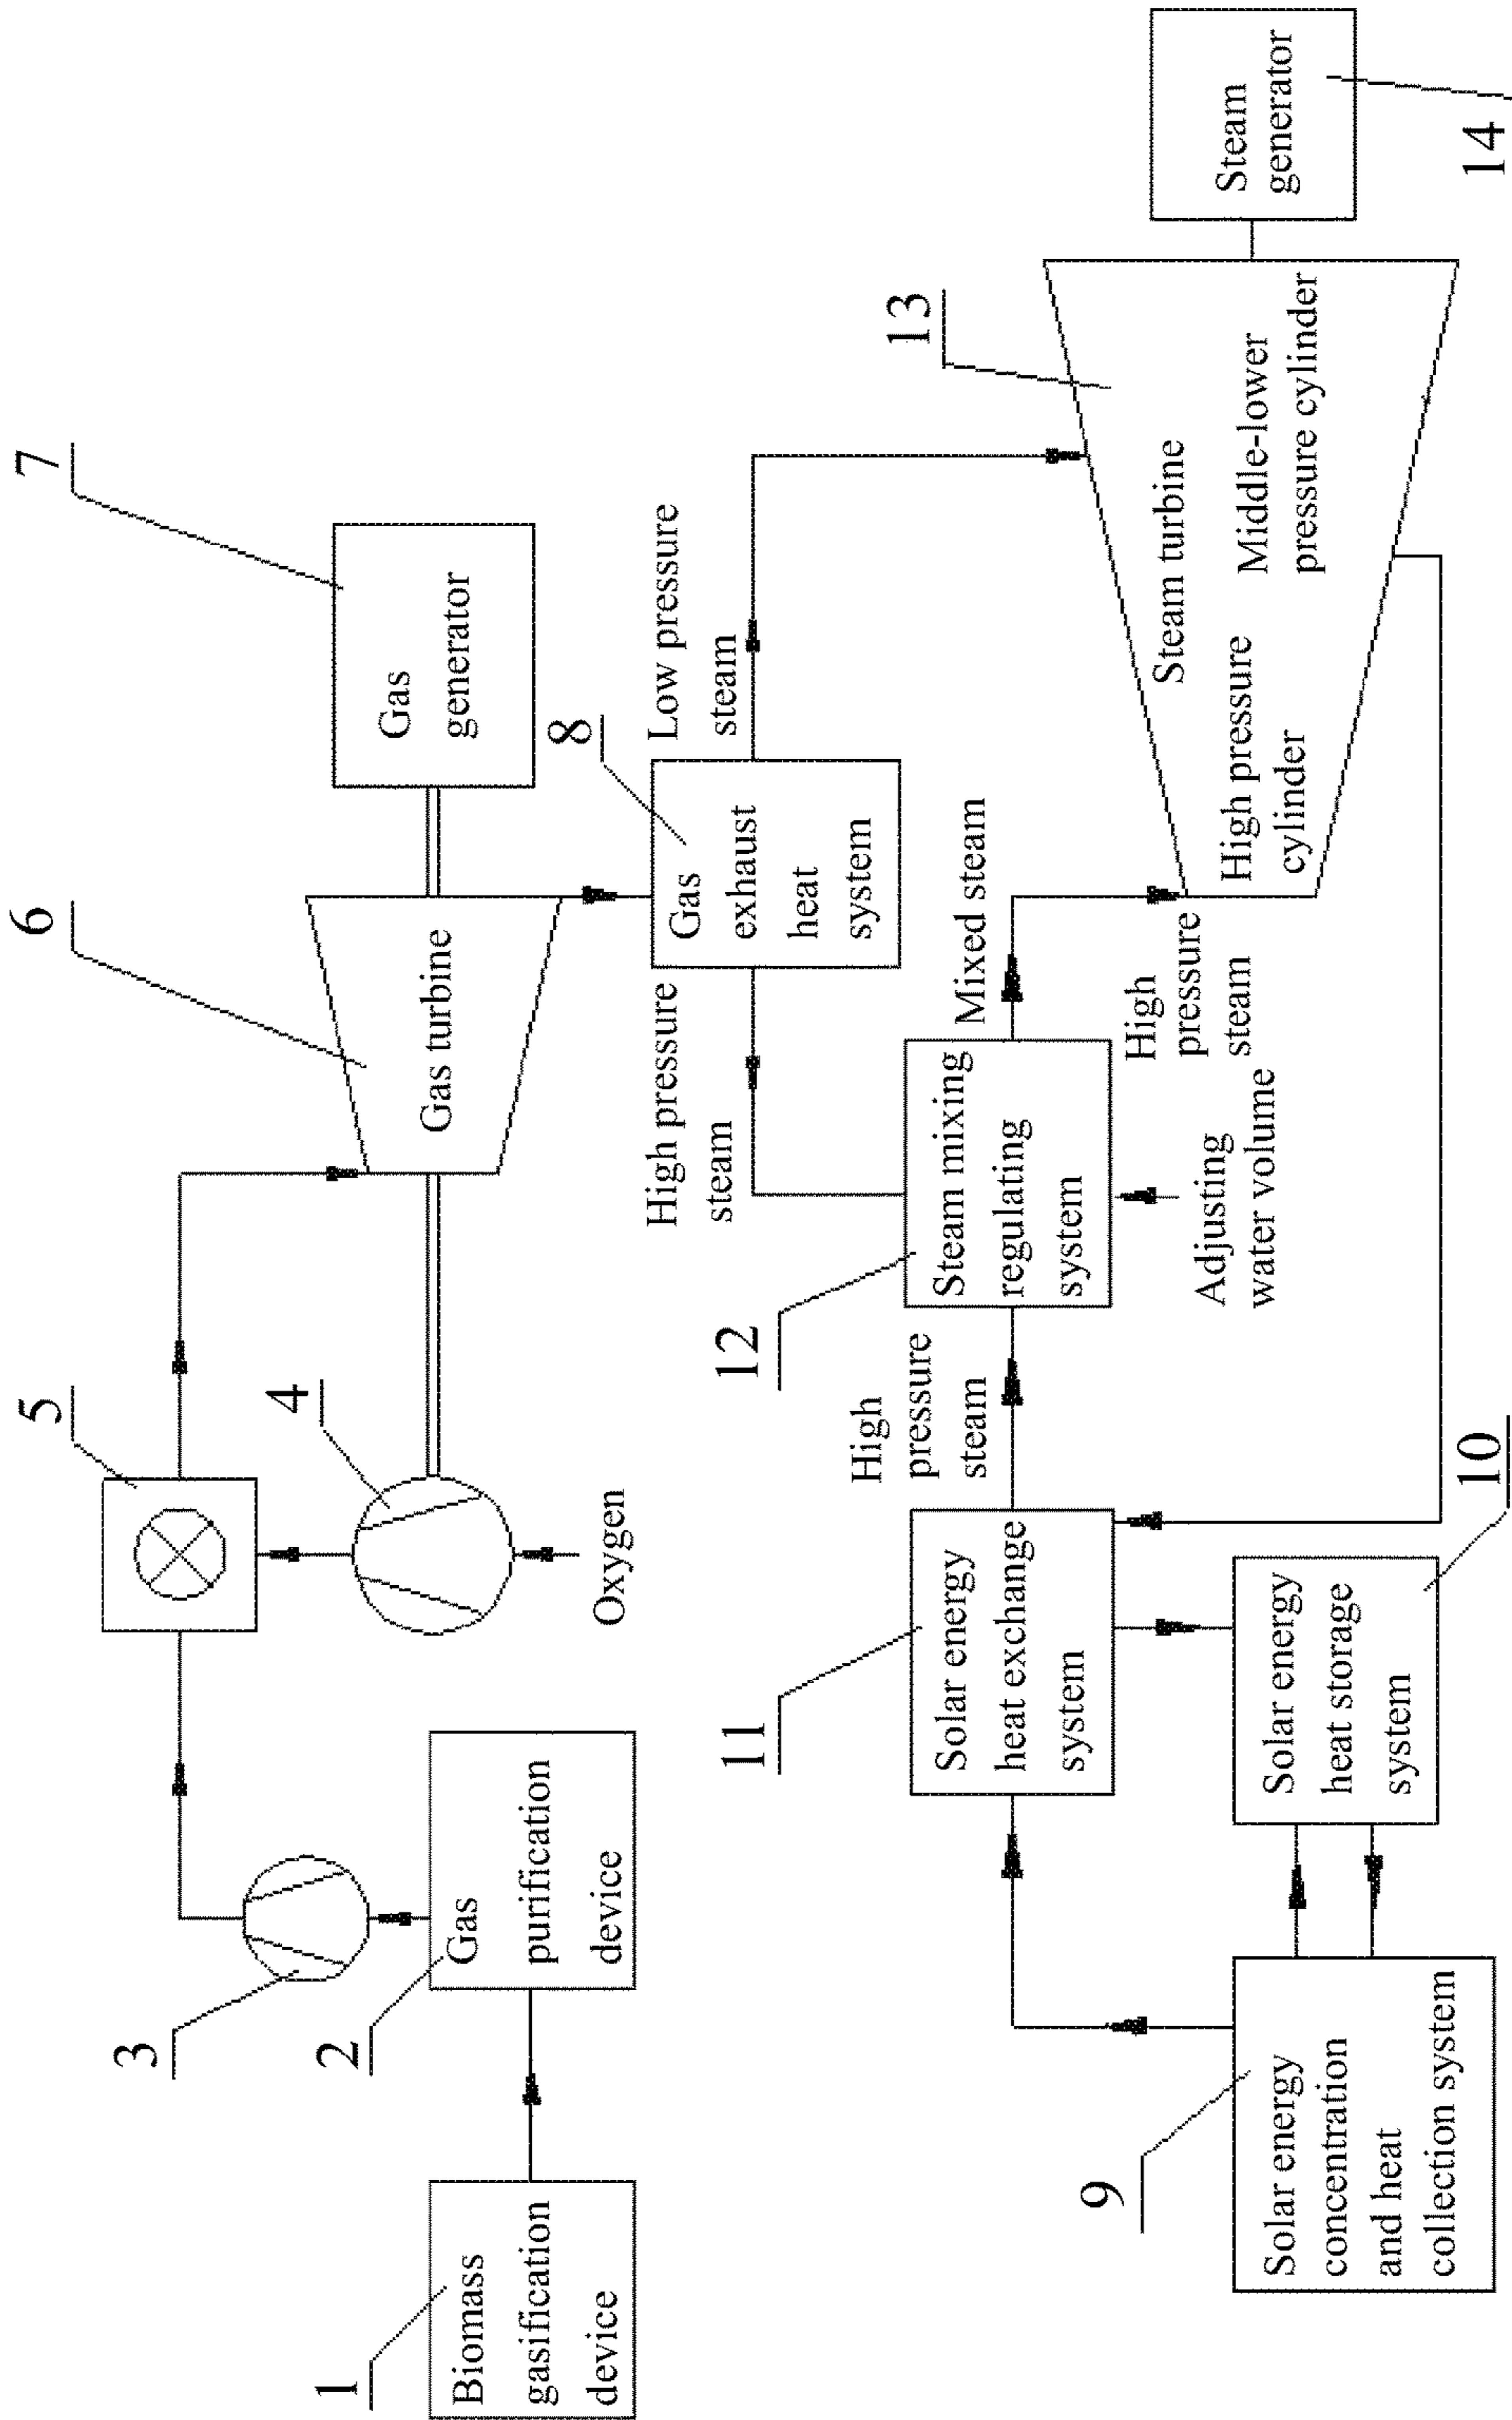 1
Biomass
gasification
device
2
Gas
purification
device
3
4
Oxygen
5
6
Gas turbine
7
Gas
generator
8
Gas
exhaust
heat
system
High pressure
steam
Low pressure
steam
9
Solar energy
concentration
and heat
collection system
10
Solar energy
heat storage
system
11
Solar energy
heat exchange
system
High
pressure
steam
12
Steam mixing
regulating
system
Adjusting
water volume
Mixed steam
High
pressure
steam
13
Steam turbine
High pressure
cylinder
Middle-lower
pressure cylinder
14
Steam
generator